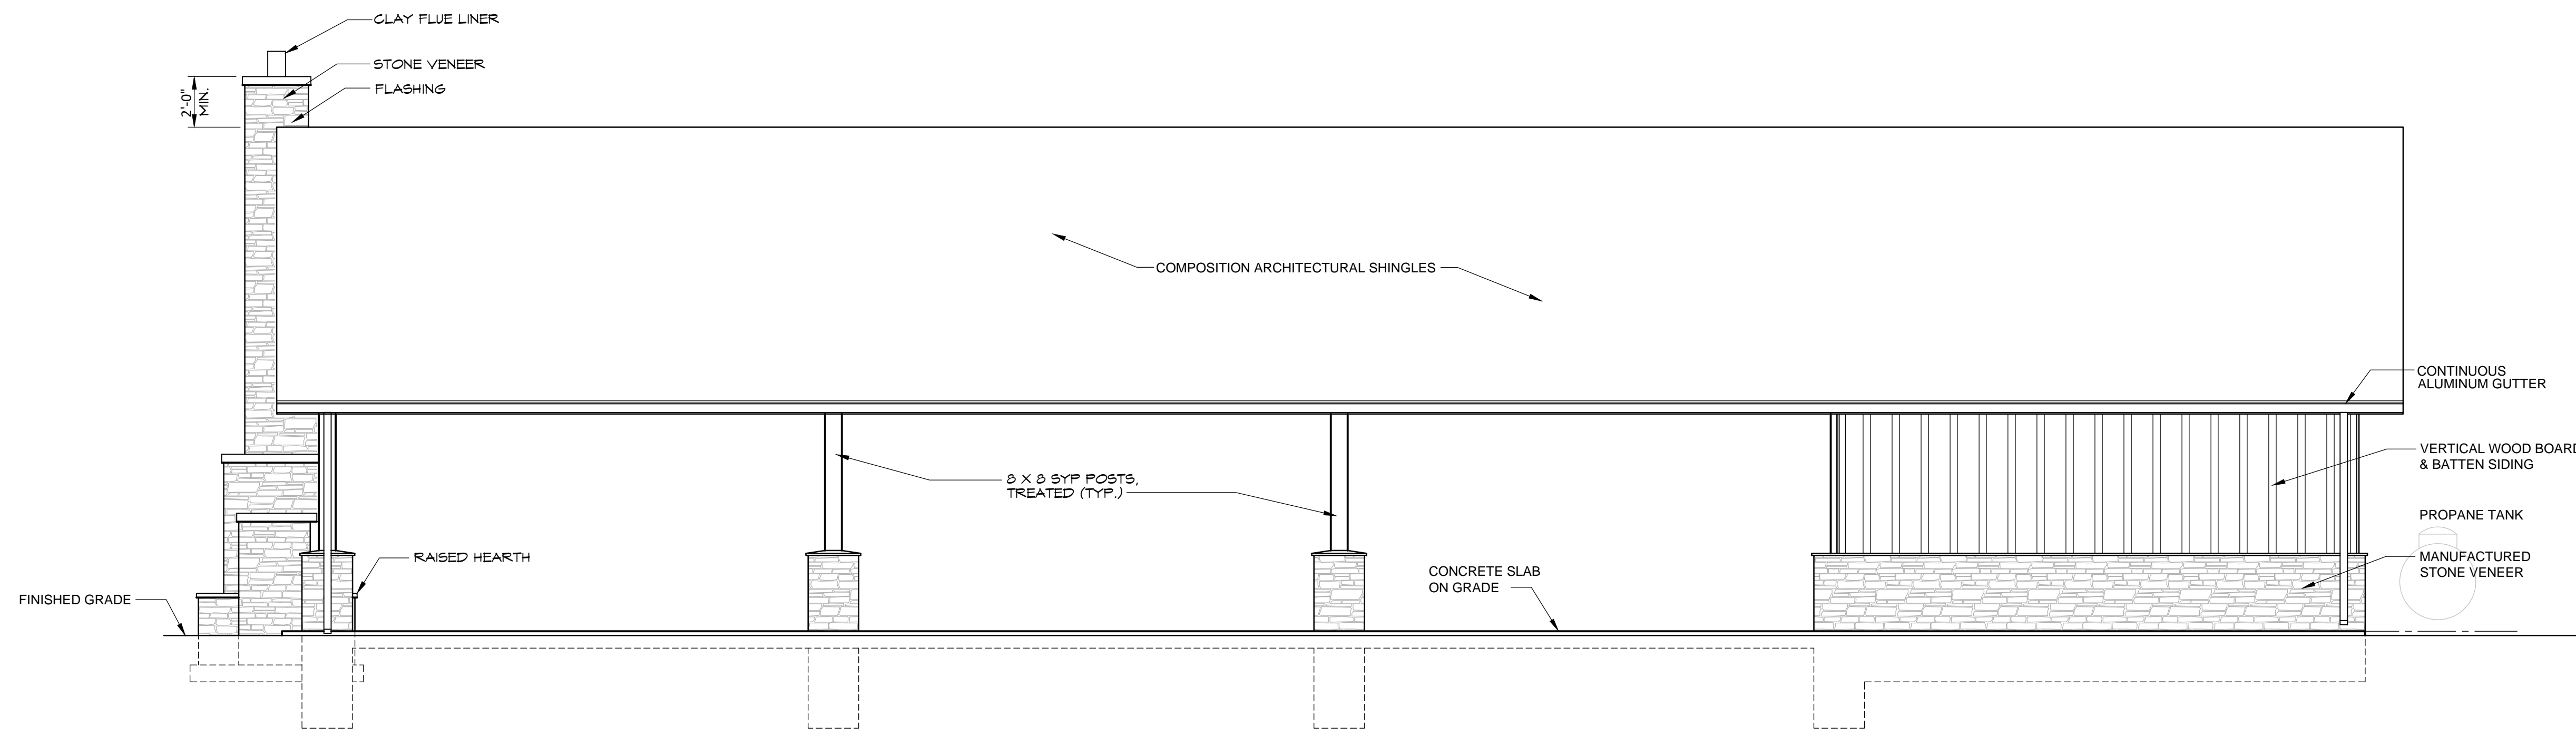 CLAY FLUE LINER
STONE VENEER
FLASHING
2'-0"
MIN.
COMPOSITION ARCHITECTURAL SHINGLES
CONTINUOUS
ALUMINUM GUTTER
VERTICAL WOOD BOARD
& BATTEN SIDING
8 X 8 SYP POSTS,
TREATED (TYP.)
PROPANE TANK
RAISED HEARTH
MANUFACTURED
STONE VENEER
CONCRETE SLAB
ON GRADE
FINISHED GRADE